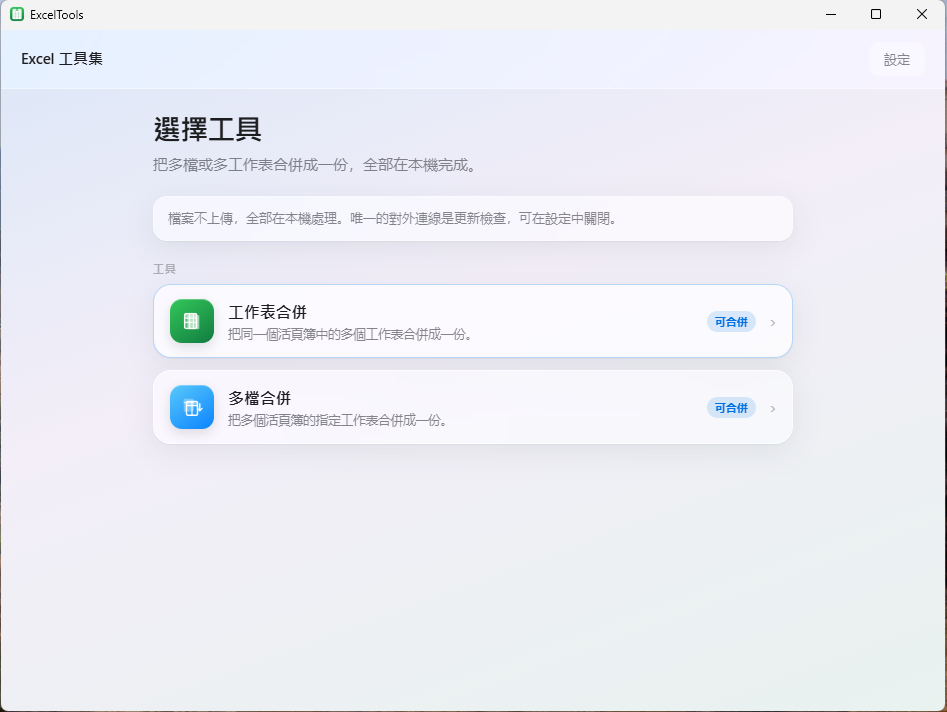 ExcelTools
Excel 工具集
設定
選擇工具
把多檔或多工作表合併成一份，全部在本機完成。
檔案不上傳，全部在本機處理。唯一的對外連線是更新檢查，可在設定中關閉。
工具
工作表合併
把同一個活頁簿中的多個工作表合併成一份。
可合併
多檔合併
把多個活頁簿的指定工作表合併成一份。
可合併